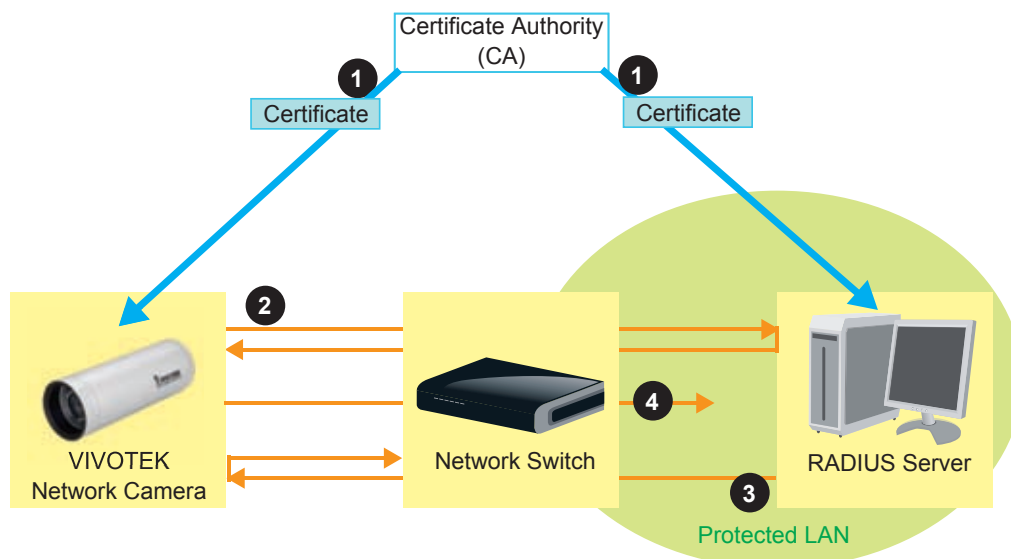 Certificate Authority
(CA)
1
1
Certificate
Certificate
2
4
VIVOTEK
Network Camera
Network Switch
RADIUS Server
3
Protected LAN